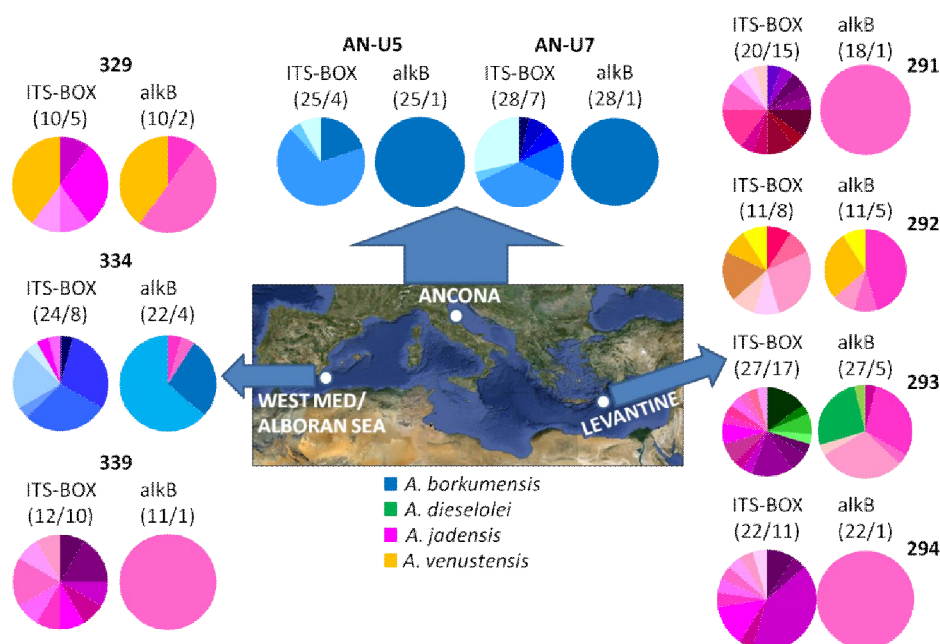 329
ITS-BOX alkB
(10/5) (10/2)
334
ITS-BOX alkB
(24/8) (22/4)
339
ITS-BOX alkB
(12/10) (11/1)
AN-U5 AN-U7
ITS-BOX alkB ITS-BOX alkB
(25/4) (25/1) (28/7) (28/1)
ANCONA
WEST MED/
ALBORAN SEA
LEVANTINE
A. borkumensis
A. dieselolei
A. jadensis
A. venustensis
ITS-BOX alkB
(20/15) (18/1) 291
ITS-BOX alkB
(11/8) (11/5) 292
ITS-BOX alkB
(27/17) (27/5) 293
ITS-BOX alkB
(22/11) (22/1) 294